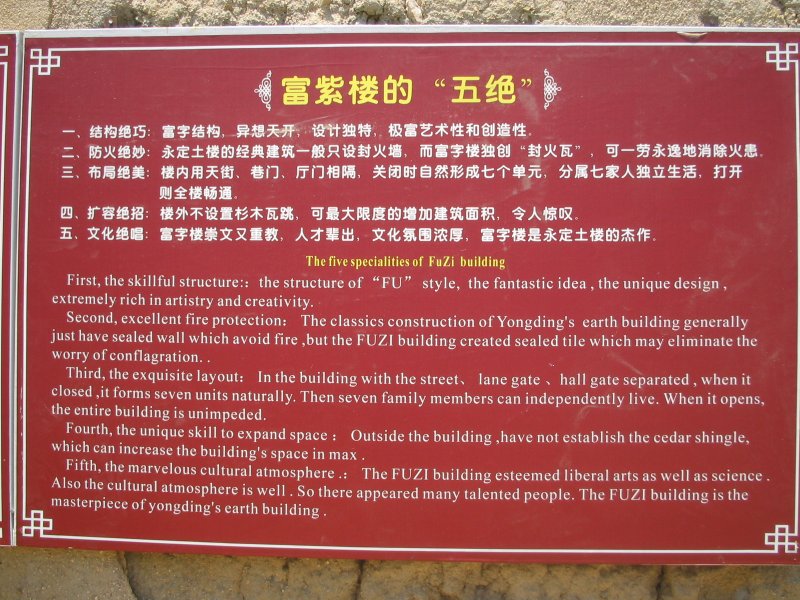 富紫楼的 “五绝”
一、结构绝巧：富字结构，异想天开，设计独特，极富艺术性和创造性。
二、防火绝妙：永定土楼的经典建筑一般只设封火墙，而富字楼独创“封火瓦”，可一劳永逸地消除火患。
三、布局绝美：楼内用天街、巷门、厅门相隔，关闭时自然形成七个单元，分属七家人独立生活，打开
则全楼畅通。
四、扩容绝招：楼外不设置杉木瓦跳，可最大限度的增加建筑面积，令人惊叹。
五、文化绝唱：富字楼崇文又重教，人才辈出，文化氛围浓厚，富字楼是永定土楼的杰作。
The five specialities of FuZi building
First, the skillful structure:：the structure of “FU” style, the fantastic idea , the unique design ,
extremely rich in artistry and creativity.
Second, excellent fire protection： The classics construction of Yongding's earth building generally
just have sealed wall which avoid fire ,but the FUZI building created sealed tile which may eliminate the
worry of conflagration. .
Third, the exquisite layout： In the building with the street、 lane gate 、hall gate separated , when it
closed ,it forms seven units naturally. Then seven family members can independently live. When it opens,
the entire building is unimpeded.
Fourth, the unique skill to expand space： Outside the building ,have not establish the cedar shingle,
which can increase the building's space in max .
Fifth, the marvelous cultural atmosphere .： The FUZI building esteemed liberal arts as well as science .
Also the cultural atmosphere is well . So there appeared many talented people. The FUZI building is the
masterpiece of yongding's earth building .